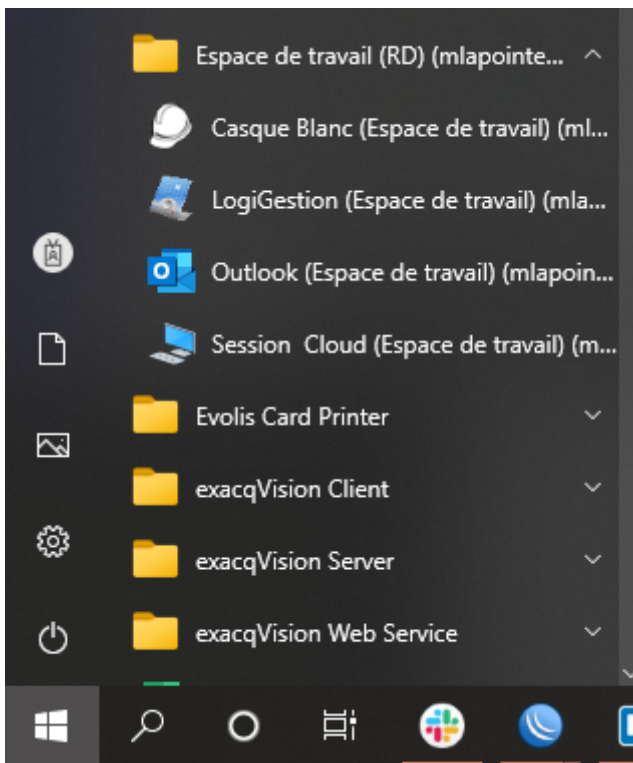 Espace de travail (RD) (mlapointe...
Casque Blanc (Espace de travail) (ml...
LogiGestion (Espace de travail) (mla...
Outlook (Espace de travail) (mlapoin...
Session  Cloud (Espace de travail) (m...
Evolis Card Printer
exacqVision Client
exacqVision Server
exacqVision Web Service